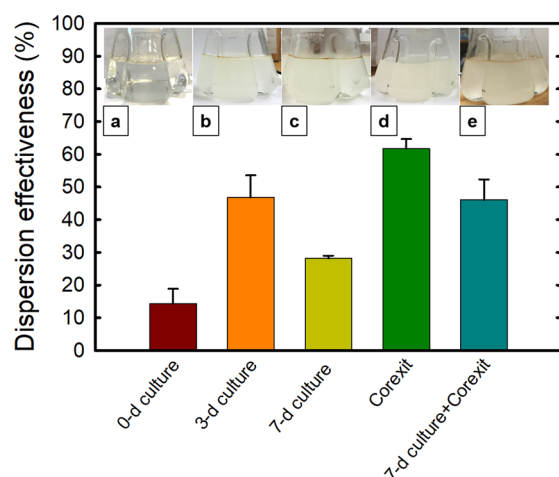 Dispersion effectiveness (%)
100
90
80
70
60
50
40
30
20
10
0
a
b
c
d
e
0-d culture
3-d culture
7-d culture
Corexit
7-d culture+Corexit